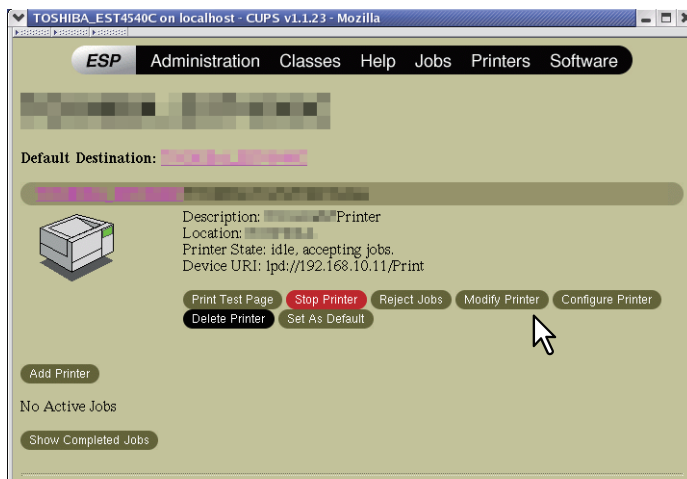 TOSHIBA_EST4540C on localhost - CUPS v1.1.23 - Mozilla
ESP Administration Classes Help Jobs Printers Software
Default Destination:
Description: Printer
Location:
Printer State: idle, accepting jobs.
Device URI: lpd://192.168.10.11/Print
Print Test Page Stop Printer Reject Jobs Modify Printer Configure Printer
Delete Printer Set As Default
Add Printer
No Active Jobs
Show Completed Jobs